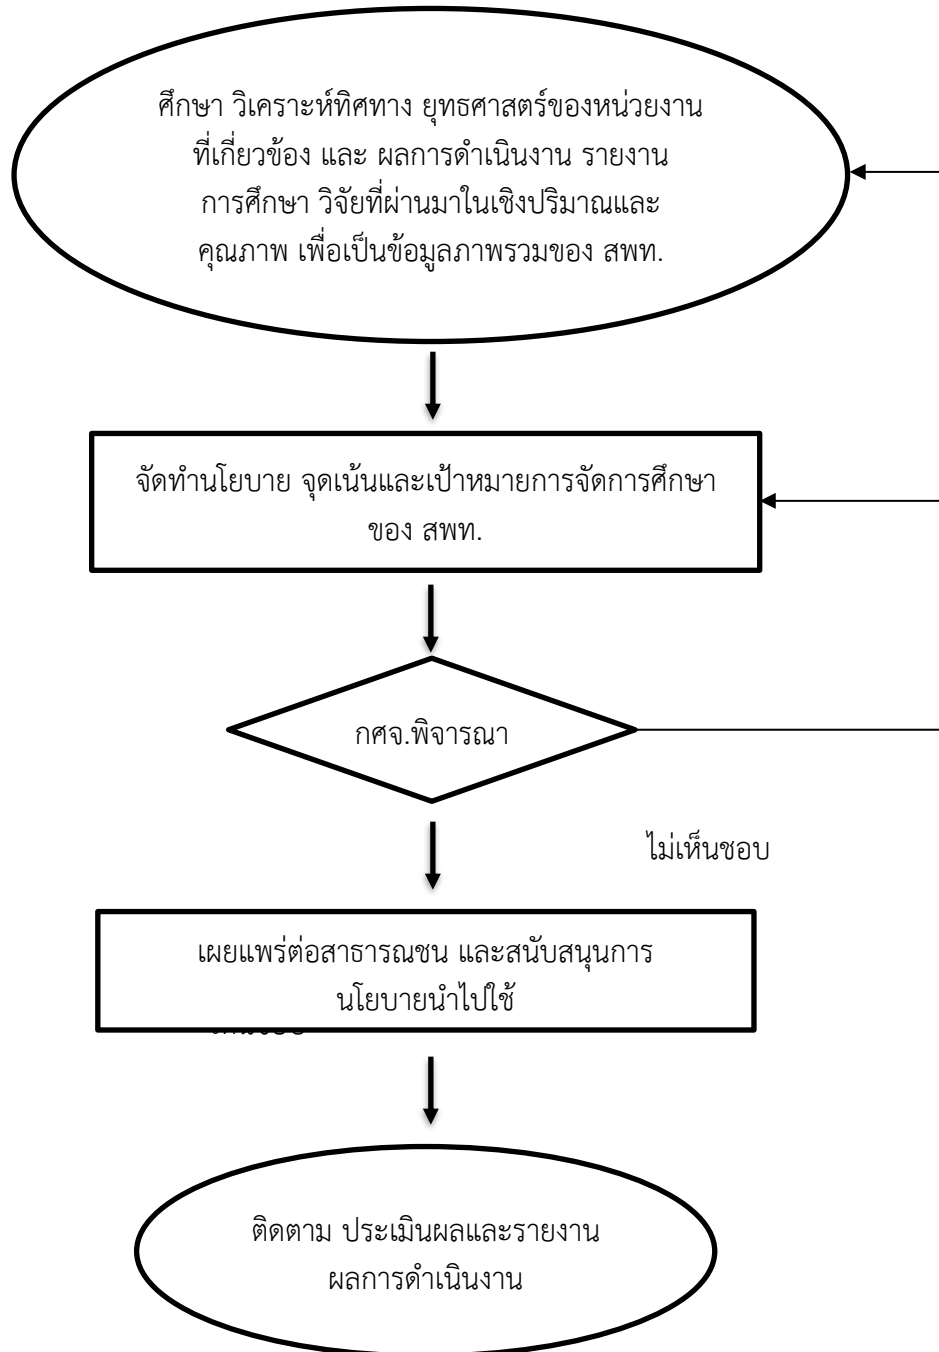 ศึกษา วิเคราะห์ทิศทาง ยุทธศาสตร์ของหน่วยงาน
ที่เกี่ยวข้อง และ ผลการดำเนินงาน รายงาน
การศึกษา วิจัยที่ผ่านมาในเชิงปริมาณและ
คุณภาพ เพื่อเป็นข้อมูลภาพรวมของ สพท.
จัดทำนโยบาย จุดเน้นและเป้าหมายการจัดการศึกษา
ของ สพท.
กศจ.พิจารณา
ไม่เห็นชอบ
เผยแพร่ต่อสาธารณชน และสนับสนุนการ
นโยบายนำไปใช้
ติดตาม ประเมินผลและรายงาน
ผลการดำเนินงาน